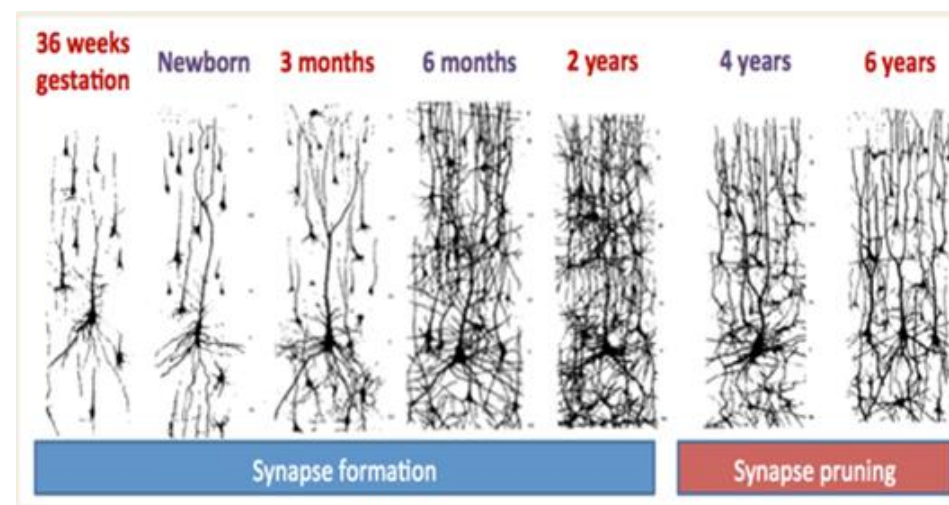 36 weeks
gestation
Newborn
3 months
6 months
2 years
4 years
6 years
Synapse formation
Synapse pruning